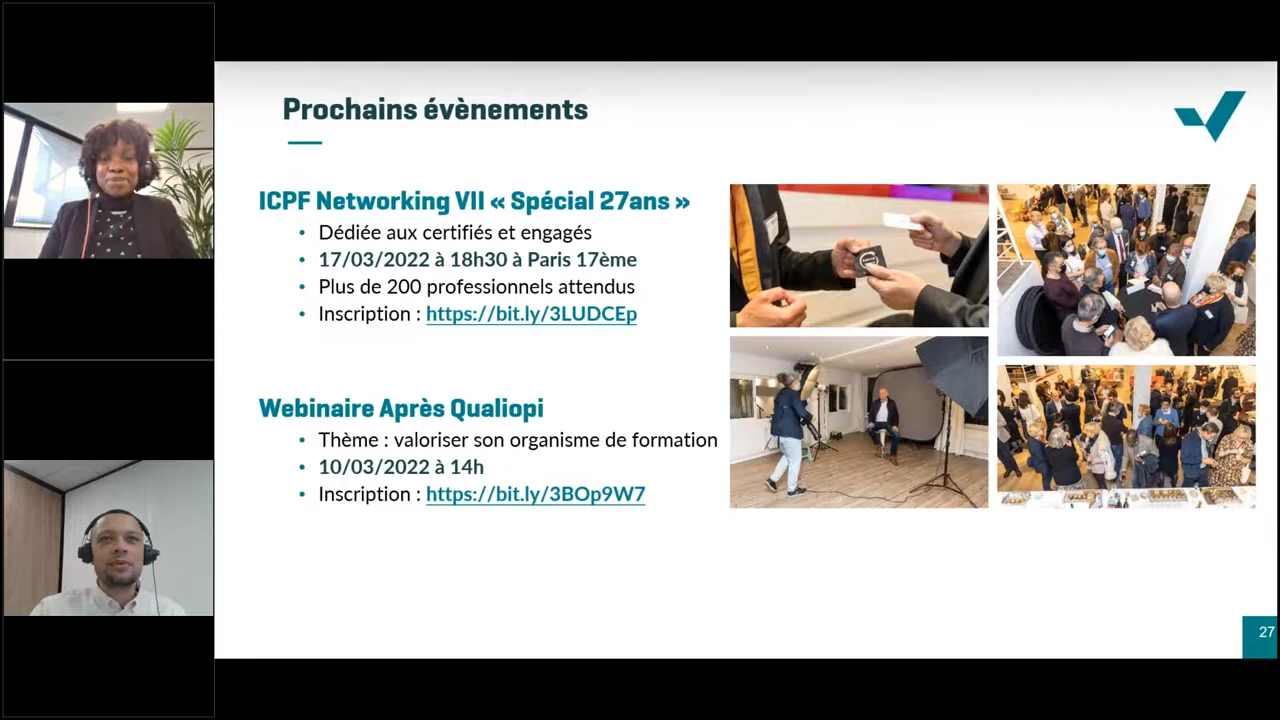 Prochains évènements
ICPF Networking VII « Spécial 27ans »
• Dédiée aux certifiés et engagés
• 17/03/2022 à 18h30 à Paris 17ème
• Plus de 200 professionnels attendus
• Inscription : https://bit.ly/3LUDCEp
Webinaire Après Qualiopi
• Thème : valoriser son organisme de formation
• 10/03/2022 à 14h
• Inscription : https://bit.ly/3BOp9W7
27